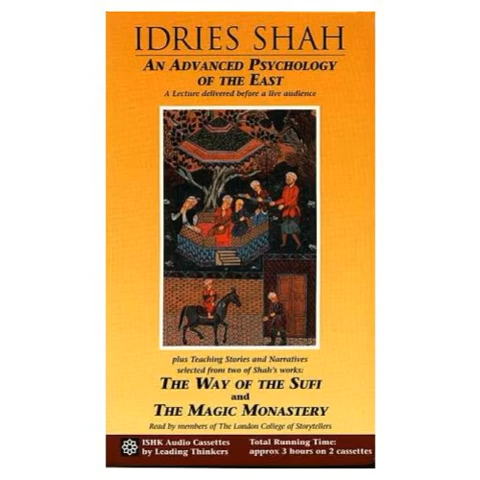 IDRIES SHAH
AN ADVANCED PSYCHOLOGY
OF THE EAST
A Lecture delivered before a live audience
plus Teaching Stories and Narratives
selected from two of Shah's works:
THE WAY OF THE SUFI
and
THE MAGIC MONASTERY
Read by members of The London College of Storytellers
ISHK Audio Cassettes
by Leading Thinkers
Total Running Time:
approx 3 hours on 2 cassettes